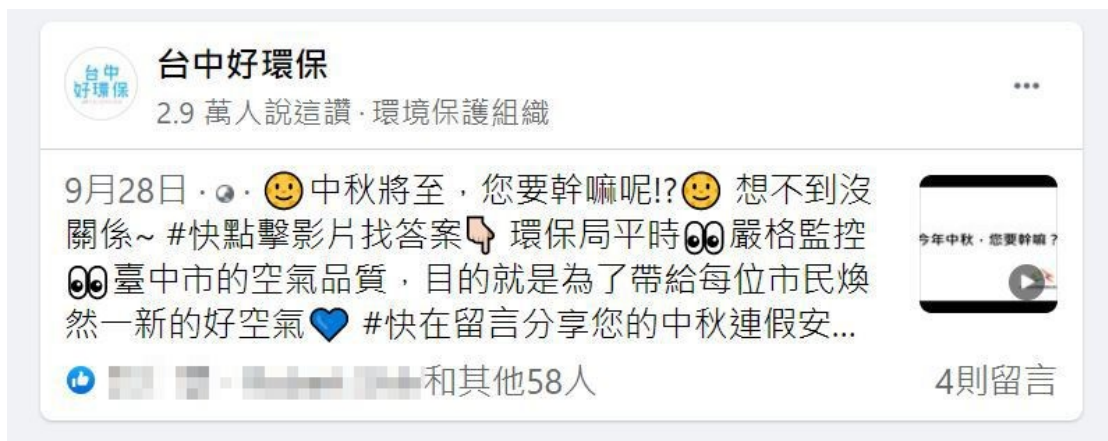 台中
好環保
台中好環保
2.9 萬人說這讚 · 環境保護組織
9月28日 · 🙂中秋將至，您要幹嘛呢!?🙂 想不到沒
關係~ #快點擊影片找答案👇🏻 環保局平時👀嚴格監控
👀臺中市的空氣品質，目的就是為了帶給每位市民煥
然一新的好空氣💙 #快在留言分享您的中秋連假安...
今年中秋，您要幹嘛？
和其他58人
4則留言